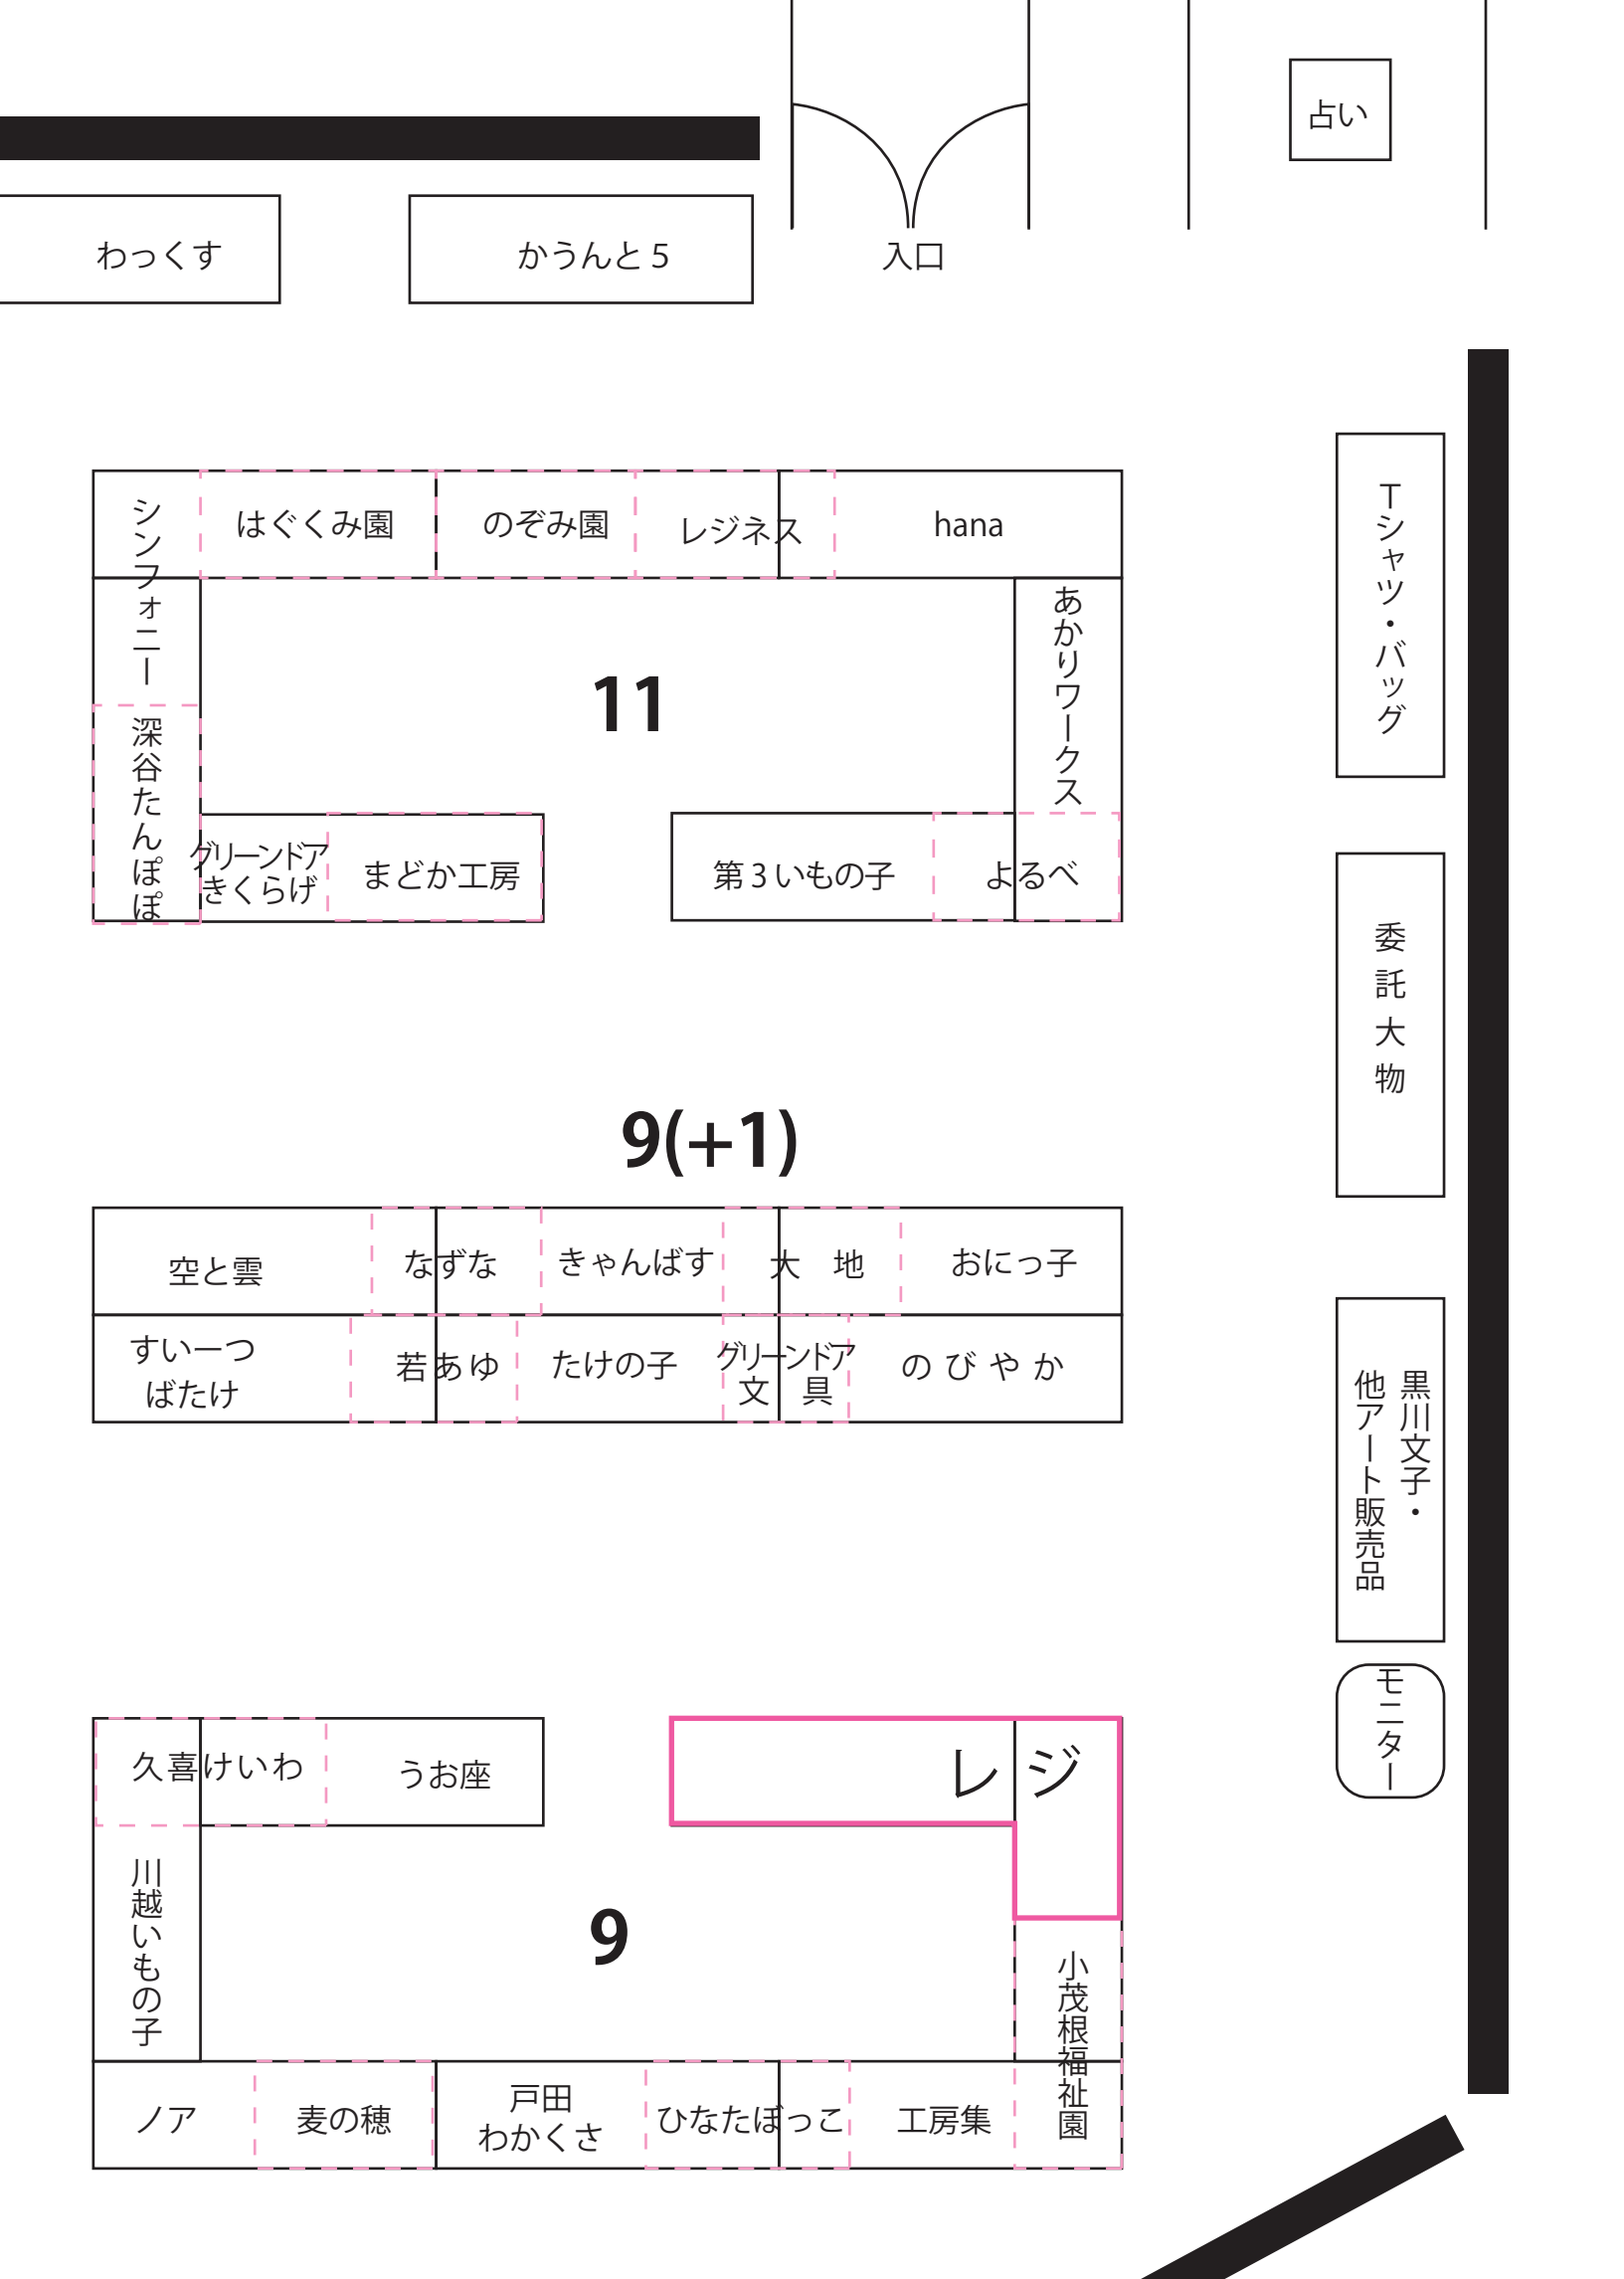 占い
わっくす
かうんと 5
入口
シンフォニー
はぐくみ園
のぞみ園
レジネス
hana
Tシャツ・バッグ
あかりワークス
11
深谷たんぽぽ
グリーンドア
きくらげ
まどか工房
第 3 いもの子
よるべ
委託大物
9(+1)
空と雲
なずな
きゃんばす
大 地
おにっ子
すいーつ
ばたけ
若あゆ
たけの子
グリーンドア
文 具
のびやか
黒川文子・
他アート販売品
モニター
久喜けいわ
うお座
レジ
川越いもの子
9
小茂根福祉園
ノア
麦の穂
戸田
わかくさ
ひなたぼっこ
工房集